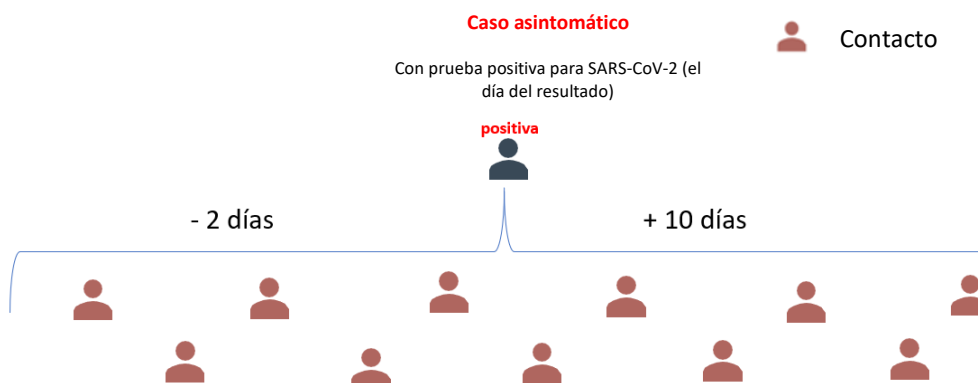 Caso asintomático
Contacto
Con prueba positiva para SARS-CoV-2 (el
día del resultado)
positiva
- 2 días
+ 10 días